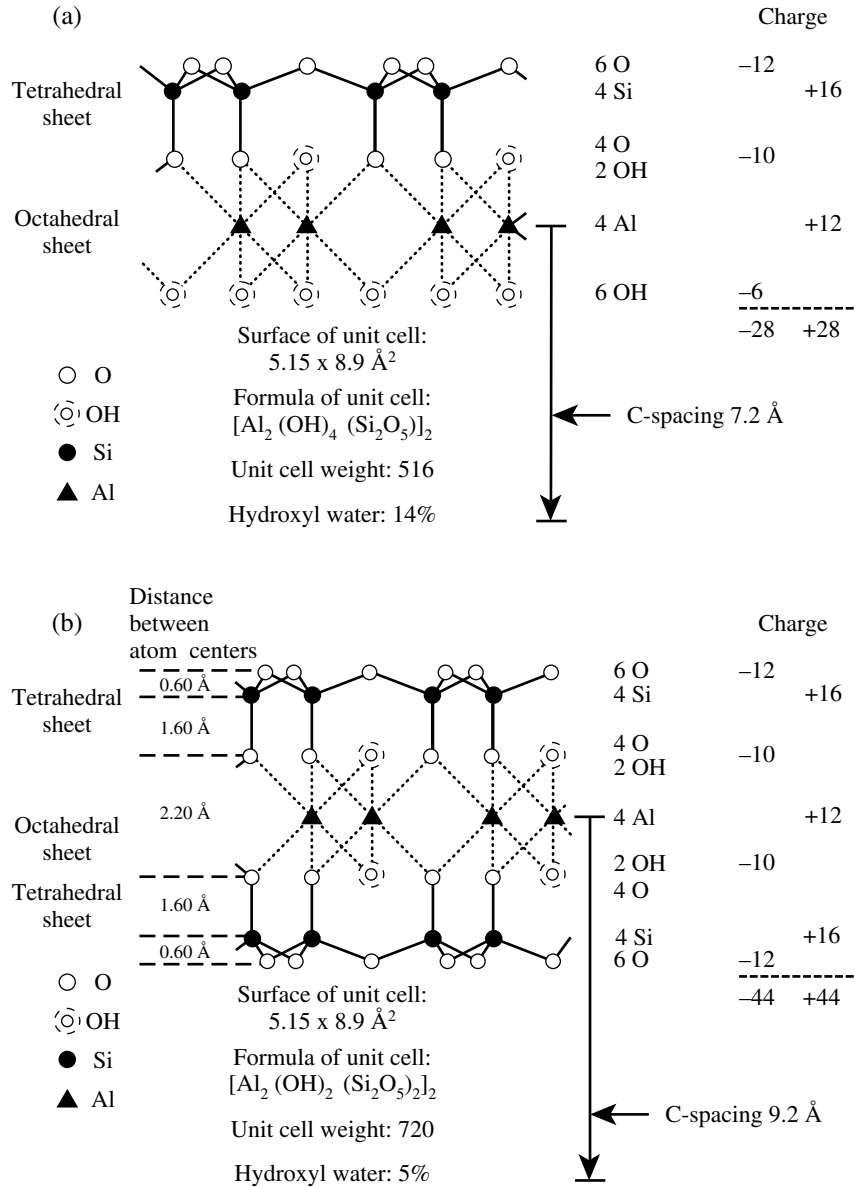 (a)
Charge
6 O –12
Tetrahedral
sheet
4 Si +16
4 O
2 OH –10
Octahedral
sheet
4 Al +12
6 OH –6
–28 +28
Surface of unit cell:
5.15 x 8.9 Å²
O
OH
Si
Al
Formula of unit cell:
[Al₂ (OH)₄ (Si₂O₅)]₂
Unit cell weight: 516
Hydroxyl water: 14%
C-spacing 7.2 Å
(b)
Distance
between
atom centers
Charge
0.60 Å
6 O –12
Tetrahedral
sheet
4 Si +16
1.60 Å
4 O
2 OH –10
2.20 Å
Octahedral
sheet
4 Al +12
2 OH –10
4 O
Tetrahedral
sheet
1.60 Å
4 Si +16
0.60 Å
6 O –12
–44 +44
O
OH
Si
Al
Surface of unit cell:
5.15 x 8.9 Å²
Formula of unit cell:
[Al₂ (OH)₂ (Si₂O₅)₂]₂
Unit cell weight: 720
Hydroxyl water: 5%
C-spacing 9.2 Å